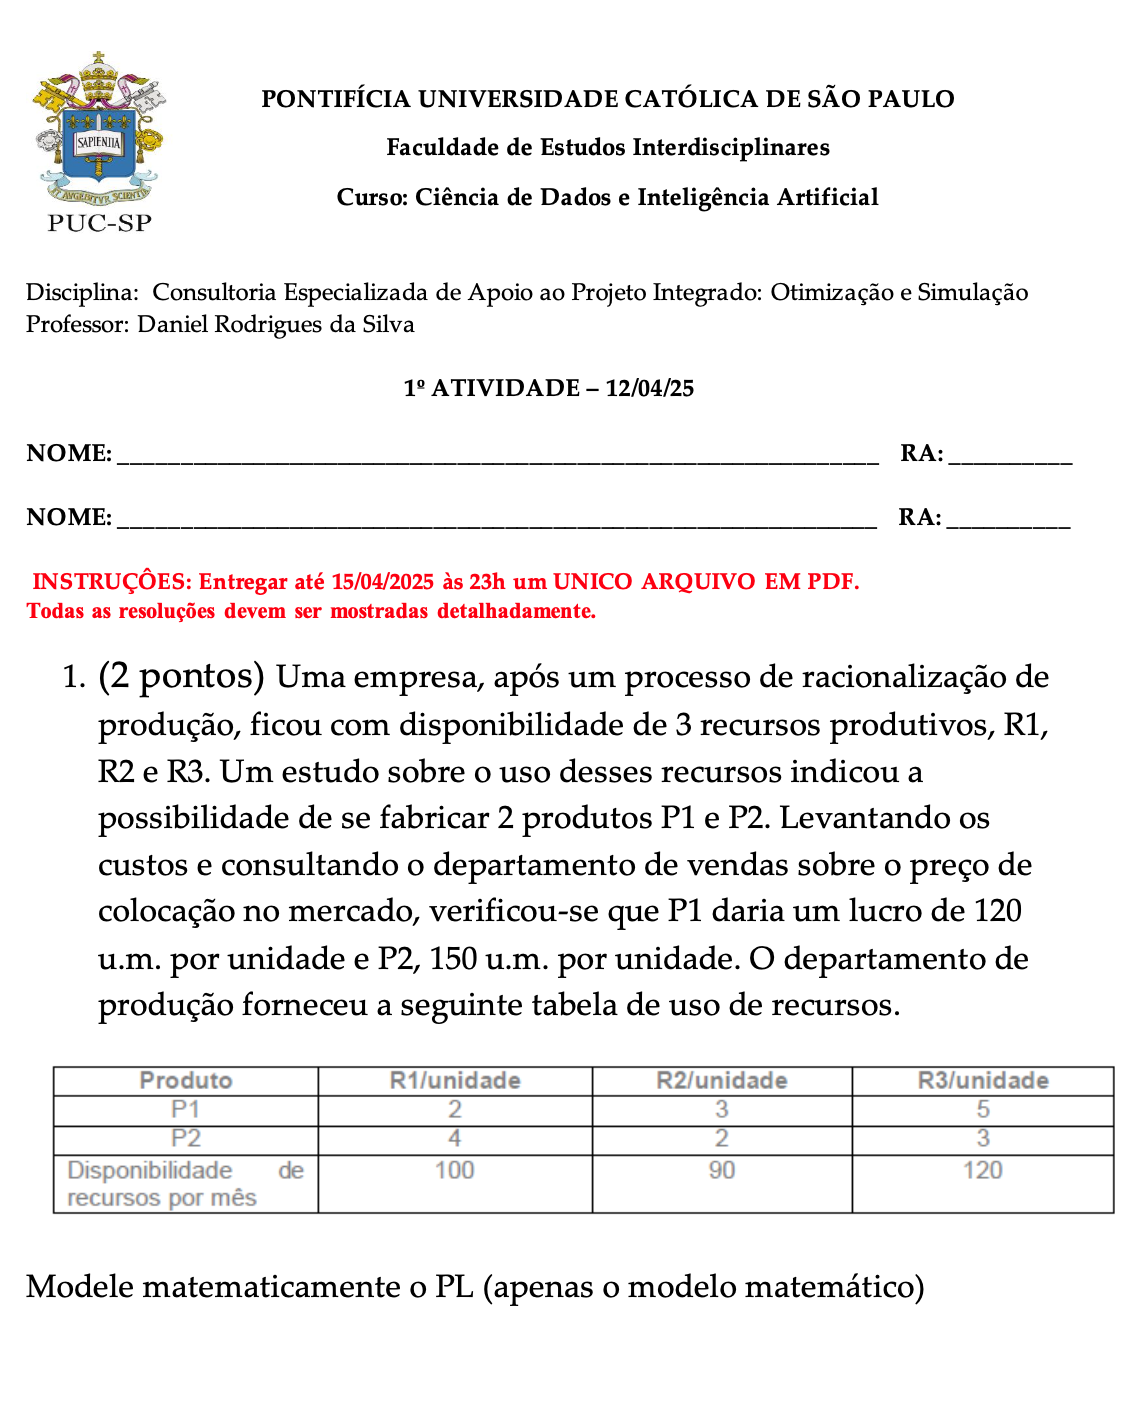 PONTIFÍCIA UNIVERSIDADE CATÓLICA DE SÃO PAULO
Faculdade de Estudos Interdisciplinares
Curso: Ciência de Dados e Inteligência Artificial
SAPIENTIA
ET AUGEBITUR SCIENTIA
PUC-SP
Disciplina: Consultoria Especializada de Apoio ao Projeto Integrado: Otimização e Simulação
Professor: Daniel Rodrigues da Silva
1º ATIVIDADE – 12/04/25
NOME: ______________________________________________________________ RA: __________
NOME: ______________________________________________________________ RA: __________
INSTRUÇÔES: Entregar até 15/04/2025 às 23h um UNICO ARQUIVO EM PDF.
Todas as resoluções devem ser mostradas detalhadamente.
1. (2 pontos) Uma empresa, após um processo de racionalização de
produção, ficou com disponibilidade de 3 recursos produtivos, R1,
R2 e R3. Um estudo sobre o uso desses recursos indicou a
possibilidade de se fabricar 2 produtos P1 e P2. Levantando os
custos e consultando o departamento de vendas sobre o preço de
colocação no mercado, verificou-se que P1 daria um lucro de 120
u.m. por unidade e P2, 150 u.m. por unidade. O departamento de
produção forneceu a seguinte tabela de uso de recursos.
Produto R1/unidade R2/unidade R3/unidade
P1 2 3 5
P2 4 2 3
Disponibilidade de 100 90 120
recursos por mês
Modele matematicamente o PL (apenas o modelo matemático)